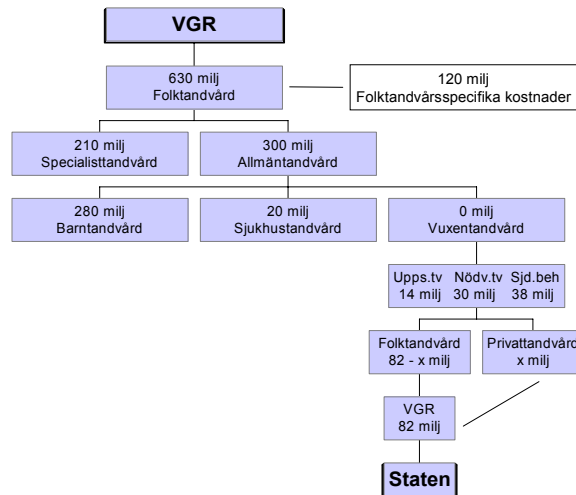 VGR
630 milj
Folktandvård
120 milj
Folktandvårsspecifika kostnader
210 milj
Specialisttandvård
300 milj
Allmäntandvård
280 milj
Barntandvård
20 milj
Sjukhustandvård
0 milj
Vuxentandvård
Upps.tv Nödv.tv Sjd.beh
14 milj 30 milj 38 milj
Folktandvård
82 - x milj
Privattandvård
x milj
VGR
82 milj
Staten